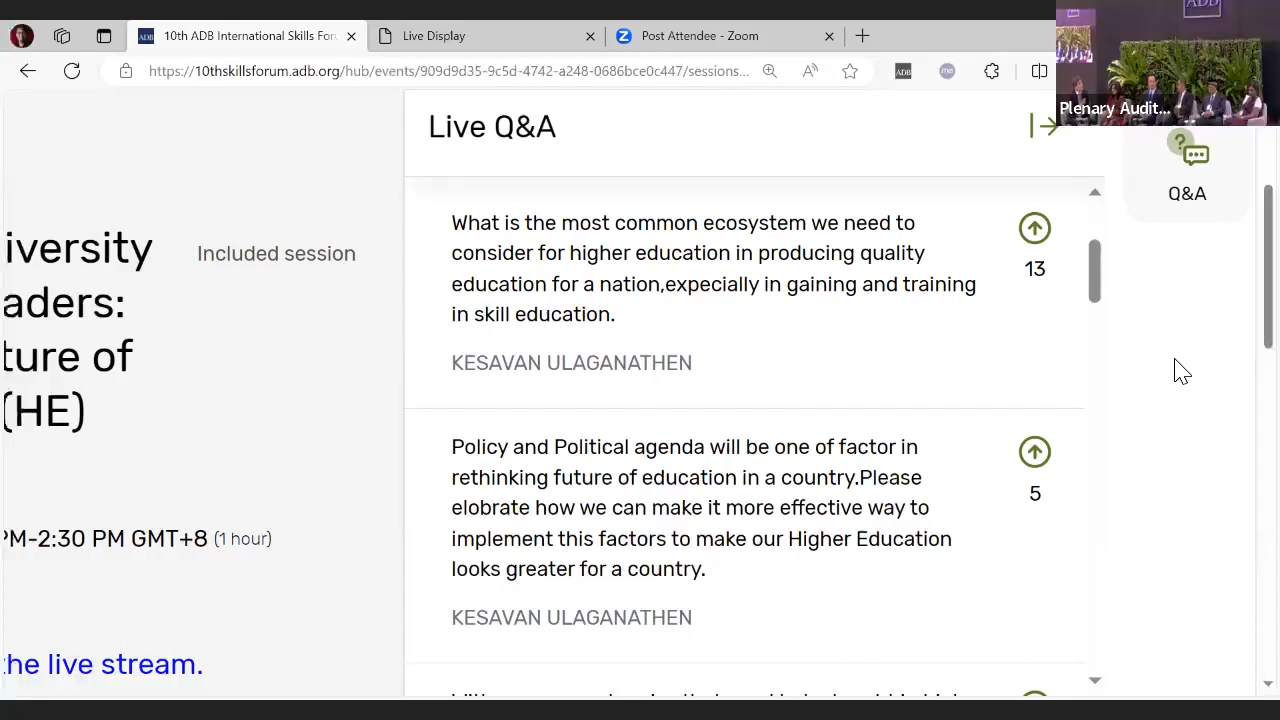 10th ADB International Skills For
Live Display
Post Attendee - Zoom
https://10thskillsforum.adb.org/hub/events/909d9d35-9c5d-4742-a248-0686bce0c447/sessions...
ADB
me
ADB
Plenary Audit...
Live Q&A
Q&A
iversity
aders:
ture of
(HE)
Included session
PM-2:30 PM GMT+8 (1 hour)
the live stream.
What is the most common ecosystem we need to
consider for higher education in producing quality
education for a nation,expecially in gaining and training
in skill education.
13
KESAVAN ULAGANATHEN
Policy and Political agenda will be one of factor in
rethinking future of education in a country.Please
elobrate how we can make it more effective way to
implement this factors to make our Higher Education
looks greater for a country.
5
KESAVAN ULAGANATHEN